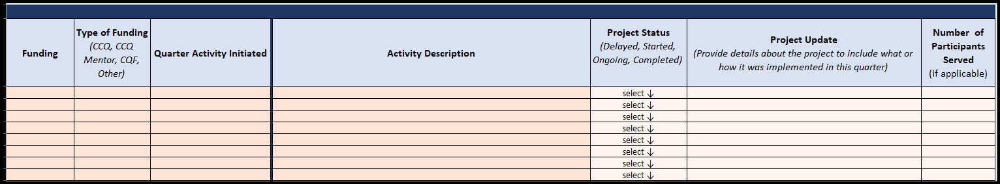 Funding
Type of Funding
(CCQ, CCQ
Mentor, CQF,
Other)
Quarter Activity Initiated
Activity Description
Project Status
(Delayed, Started,
Ongoing, Completed)
Project Update
(Provide details about the project to include what or
how it was implemented in this quarter)
Number of
Participants
Served
(if applicable)
select ↓
select ↓
select ↓
select ↓
select ↓
select ↓
select ↓
select ↓